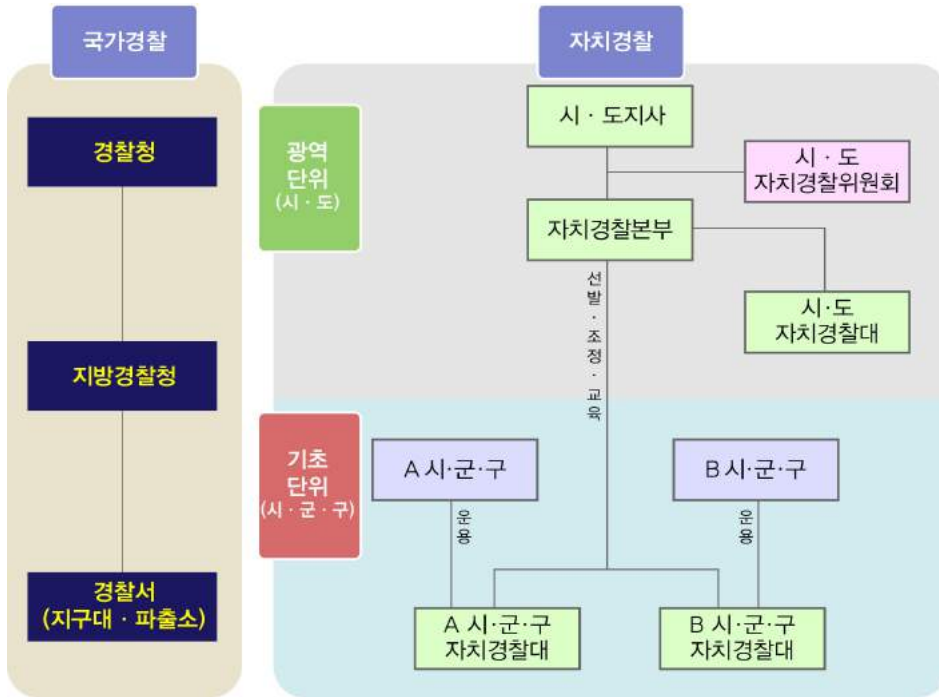 국가경찰
경찰청
지방경찰청
경찰서
(지구대 · 파출소)
자치경찰
광역
단위
(시 · 도)
시 · 도지사
시 · 도
자치경찰위원회
자치경찰본부
시·도
자치경찰대
선발·조정·교육
기초
단위
(시 · 군 · 구)
A 시·군·구
B 시·군·구
운용
운용
A 시·군·구
자치경찰대
B 시·군·구
자치경찰대